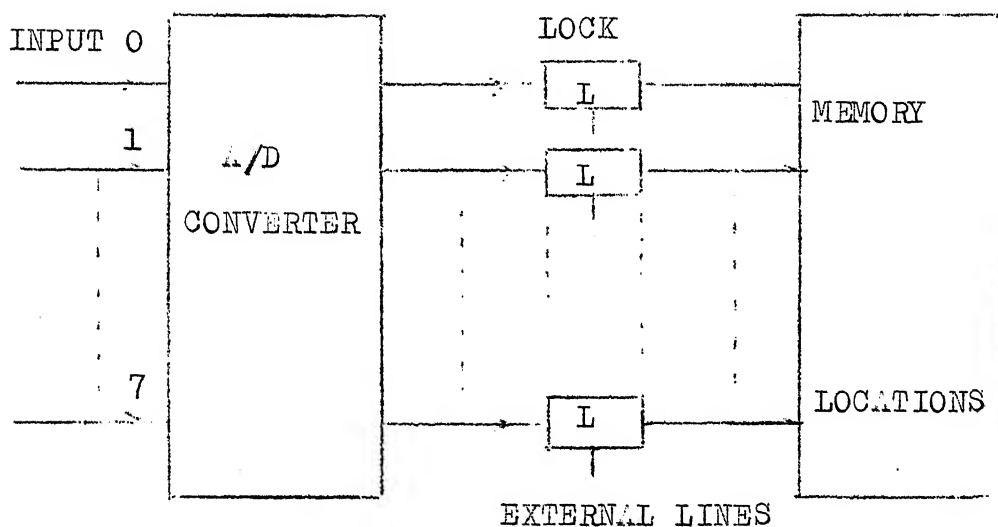 INPUT 0
1
7
A/D
CONVERTER
LOCK
L
L
L
EXTERNAL LINES
MEMORY
LOCATIONS